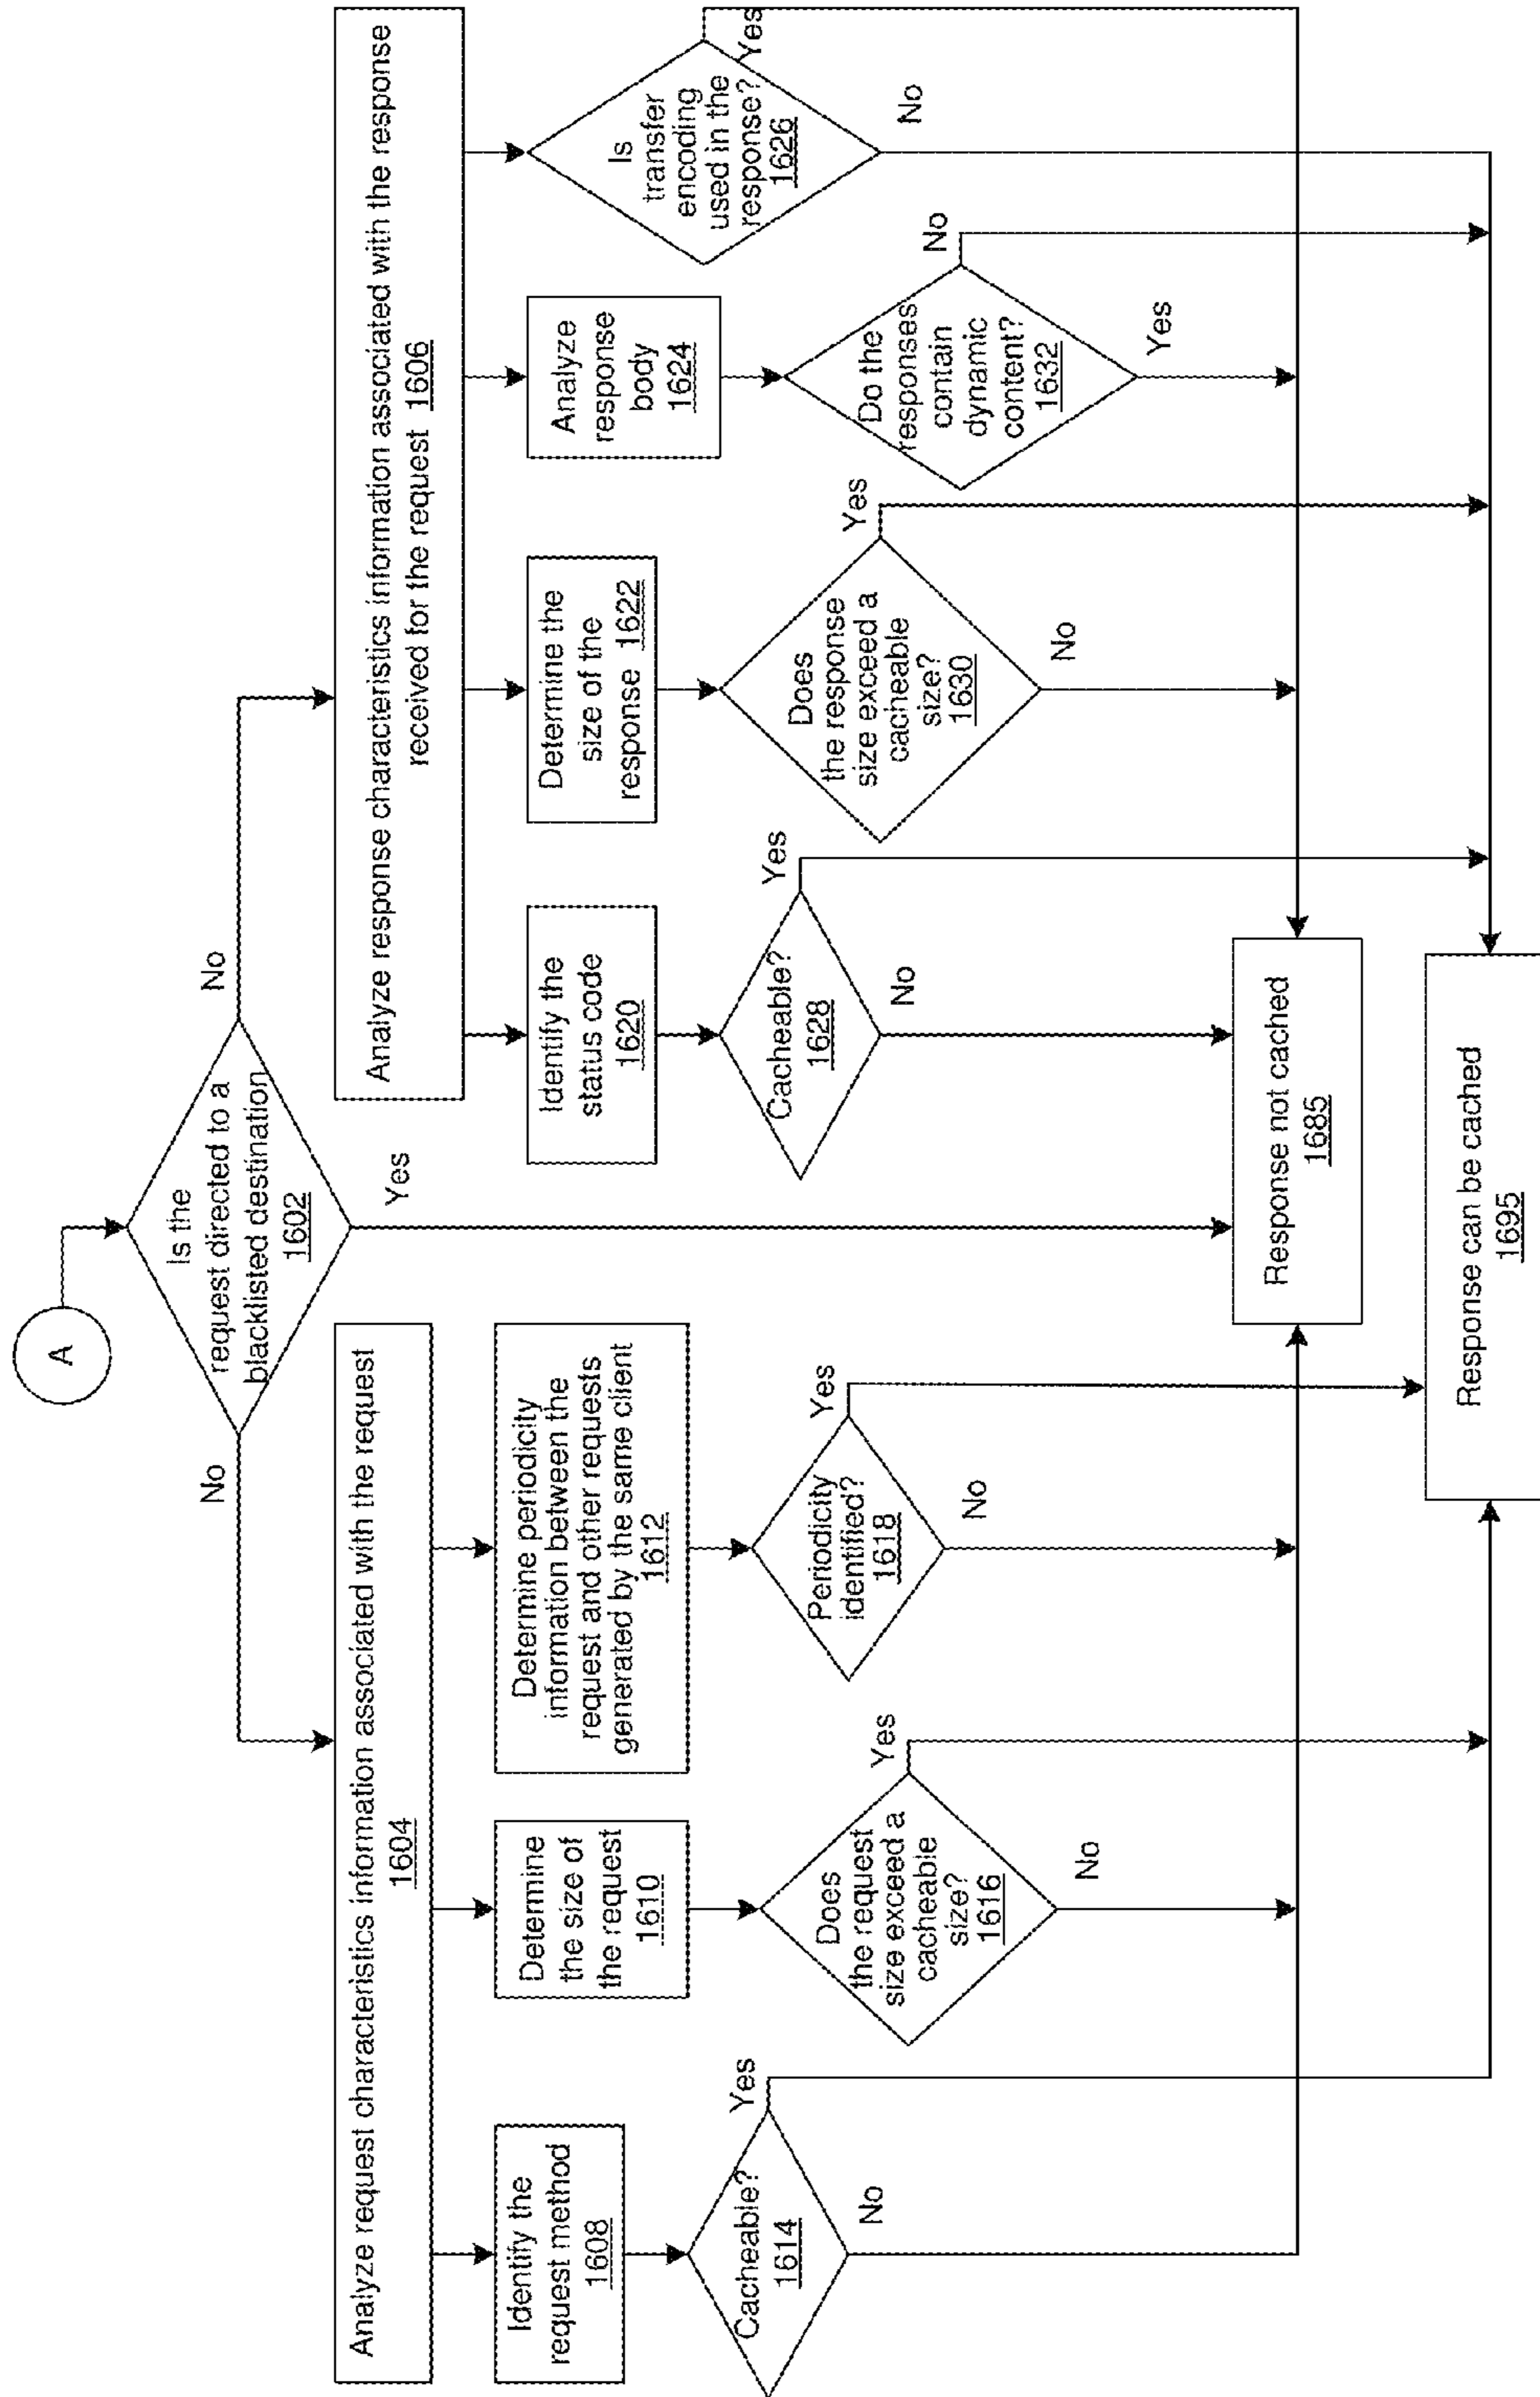 A
Is the
request directed to a
blacklisted destination
1602
No
No
Yes
Analyze request characteristics information associated with the request
1604
Analyze response characteristics information associated with the response
received for the request 1606
Identify the
request method
1608
Determine
the size of
the request
1610
Determine periodicity
information between the
request and other requests
generated by the same client
1612
Identify the
status code
1620
Determine the
size of the
response 1622
Analyze
response
body
1624
Is
transfer
encoding
used in the
response?
1626
Yes
No
Cacheable?
1614
Yes
No
Does
the request
size exceed a
cacheable
size?
1616
Yes
No
Periodicity
identified?
1618
Yes
No
Cacheable?
1628
Yes
No
Does
the response
size exceed a
cacheable
size?
1630
Yes
No
Do the
responses
contain
dynamic
content?
1632
No
Yes
Response not cached
1685
Response can be cached
1695